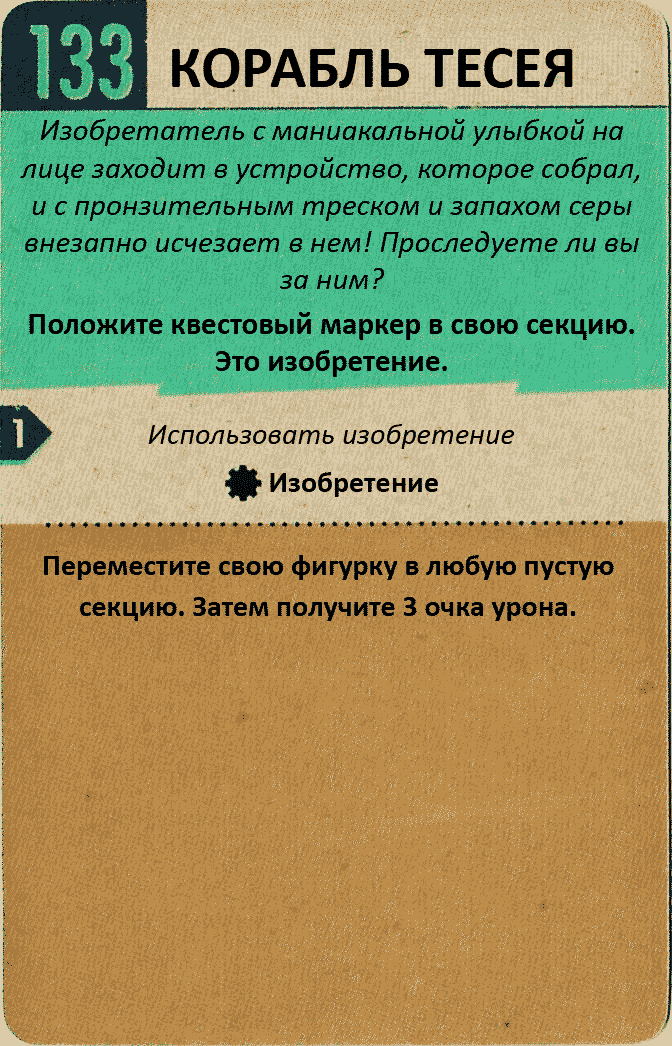 133
КОРАБЛЬ ТЕСЕЯ
Изобретатель с маниакальной улыбкой на
лице заходит в устройство, которое собрал,
и с пронзительным треском и запахом серы
внезапно исчезает в нем! Проследуете ли вы
за ним?
Положите квестовый маркер в свою секцию.
Это изобретение.
1
Использовать изобретение
Изобретение
Переместите свою фигурку в любую пустую
секцию. Затем получите 3 очка урона.